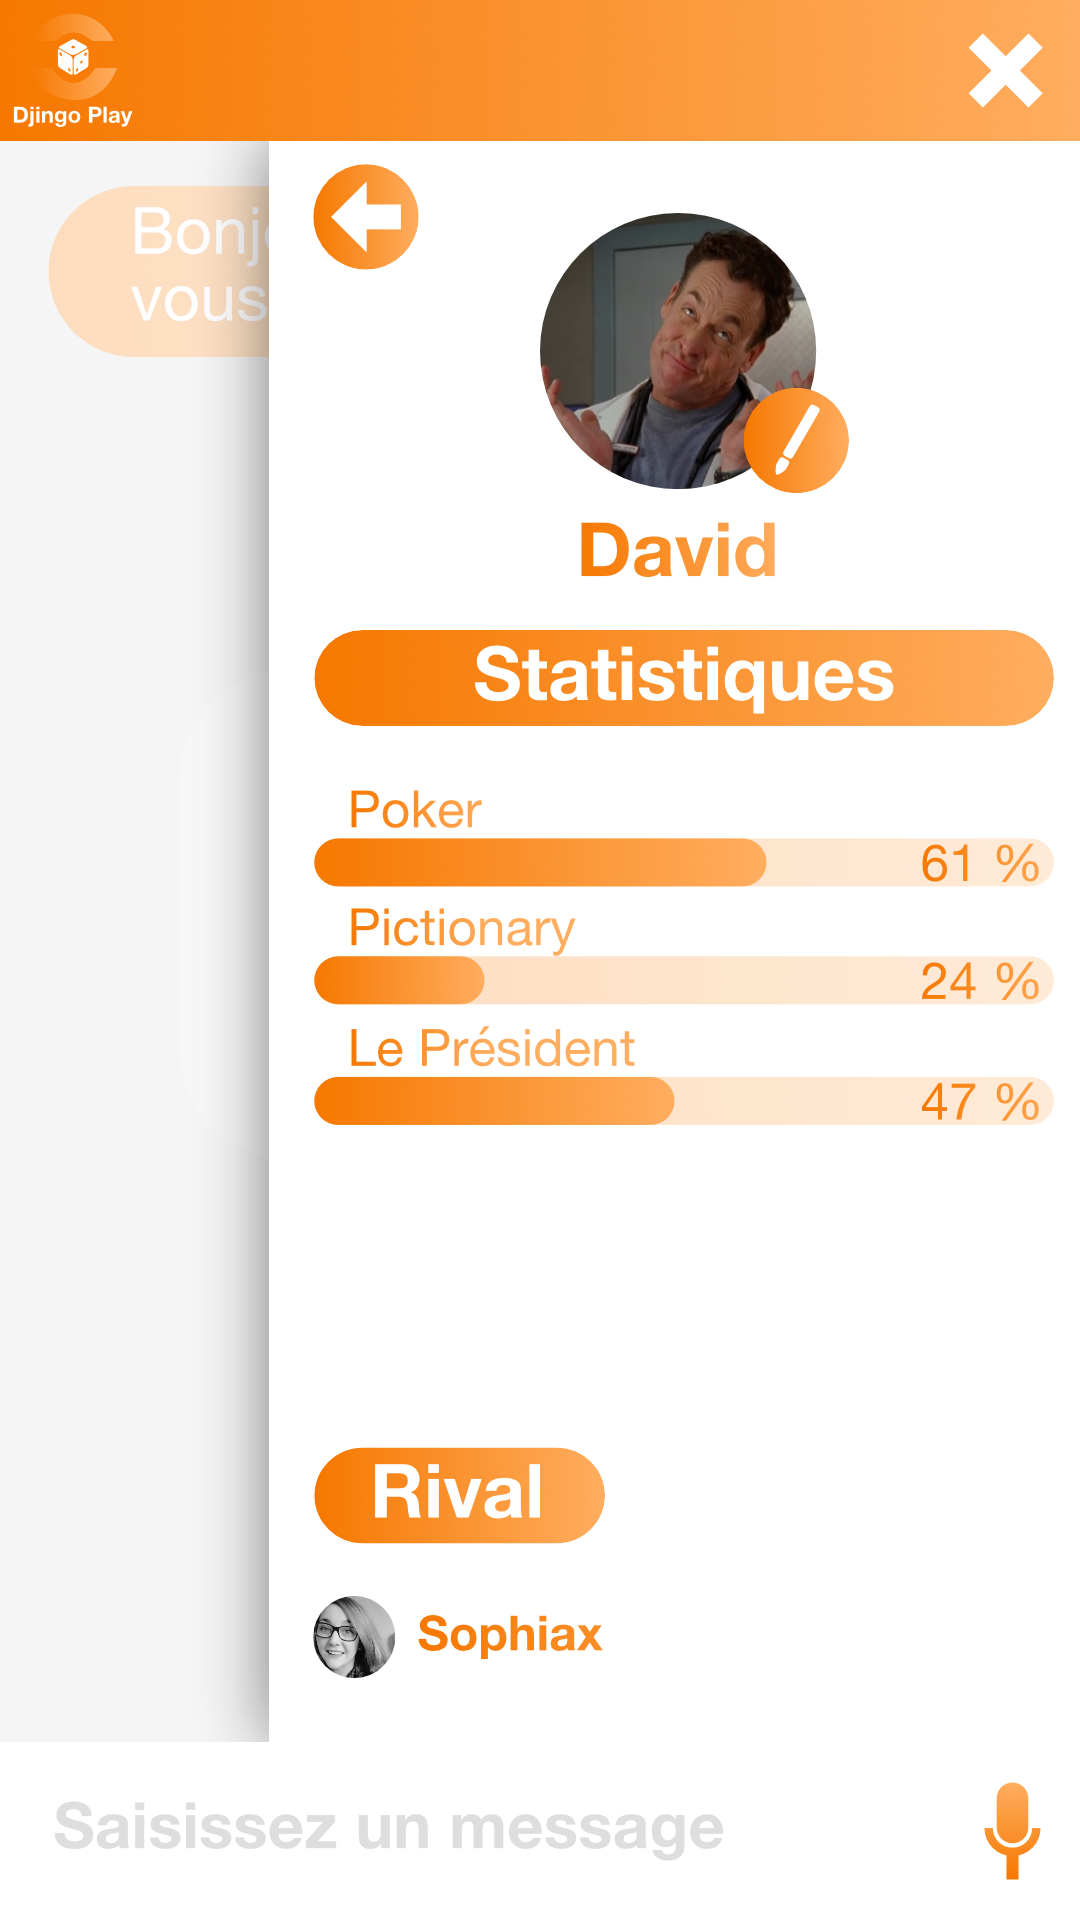 Djingo Play
Bonj
vous
David
Statistiques
Poker
61 %
Pictionary
24 %
Le Président
47 %
Rival
Sophiax
Saisissez un message